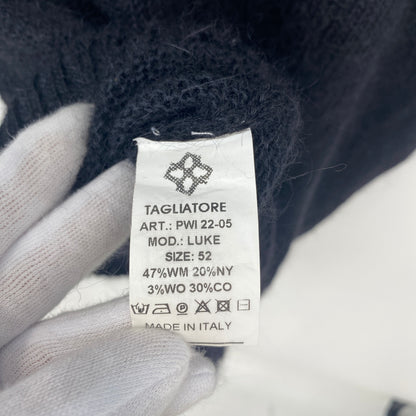 TAGLIATORE
ART.: PWI 22-05
MOD.: LUKE
SIZE: 52
47%WM 20%NY
3%WO 30%CO
MADE IN ITALY